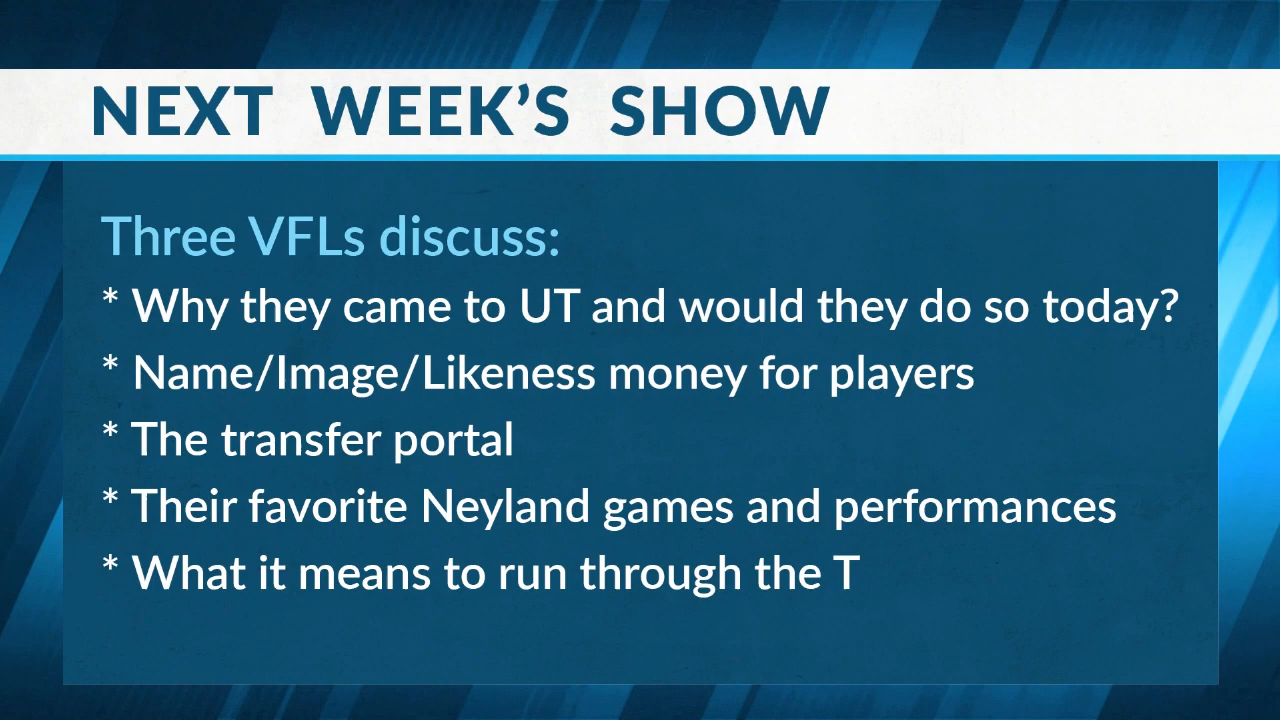 NEXT WEEK’S SHOW
Three VFLs discuss:
* Why they came to UT and would they do so today?
* Name/Image/Likeness money for players
* The transfer portal
* Their favorite Neyland games and performances
* What it means to run through the T